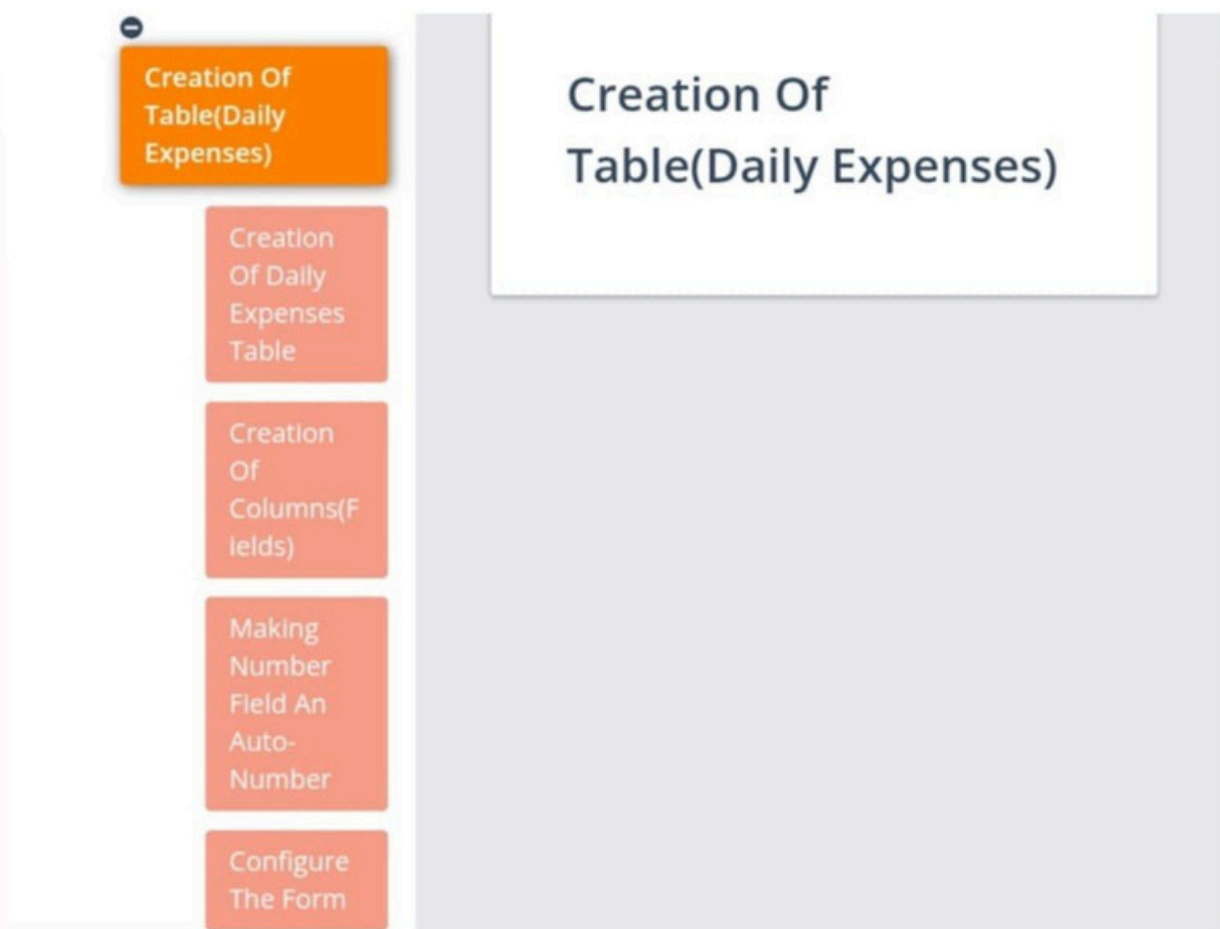 Creation Of
Table(Daily
Expenses)
Creation
Of Daily
Expenses
Table
Creation
Of
Columns(F
ields)
Making
Number
Field An
Auto-
Number
Configure
The Form
Creation Of
Table(Daily Expenses)